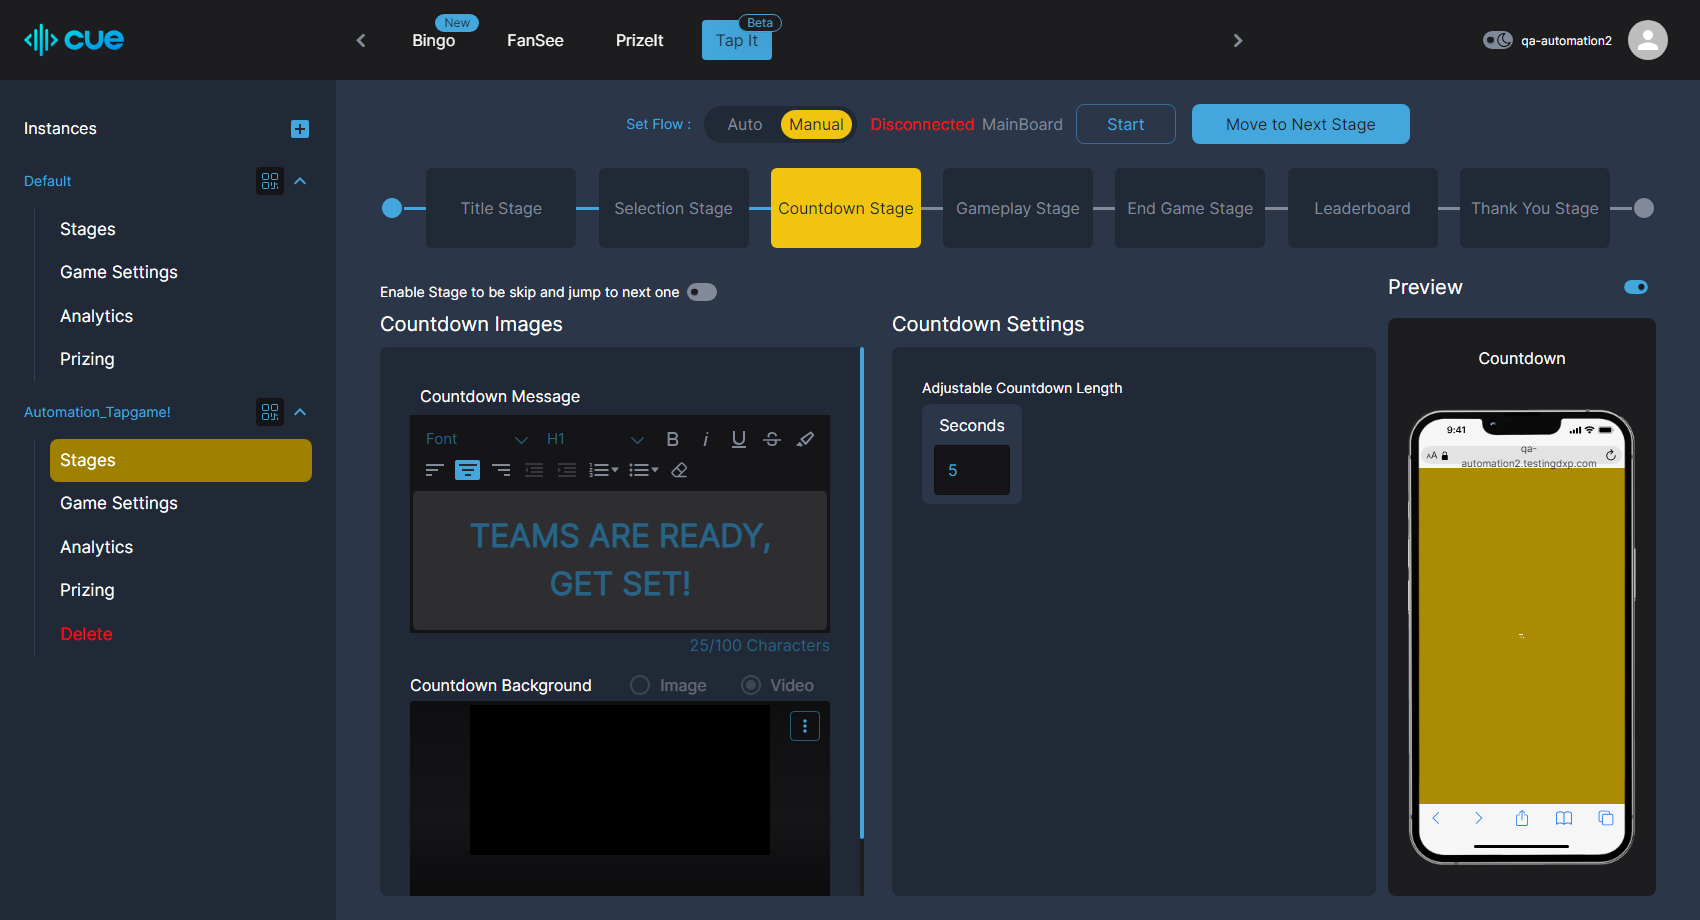 cue
New
Bingo
FanSee
PrizeIt
Beta
Tap It
qa-automation2
Instances
Default
Stages
Game Settings
Analytics
Prizing
Automation_Tapgame!
Stages
Game Settings
Analytics
Prizing
Delete
Set Flow :
Auto
Manual
Disconnected MainBoard
Start
Move to Next Stage
Title Stage
Selection Stage
Countdown Stage
Gameplay Stage
End Game Stage
Leaderboard
Thank You Stage
Enable Stage to be skip and jump to next one
Countdown Images
Countdown Message
Font
H1
B
i
U
S
TEAMS ARE READY,
GET SET!
25/100 Characters
Countdown Background
Image
Video
Countdown Settings
Adjustable Countdown Length
Seconds
5
Preview
Countdown
9:41
AA
qa-
automation2.testingdxp.com